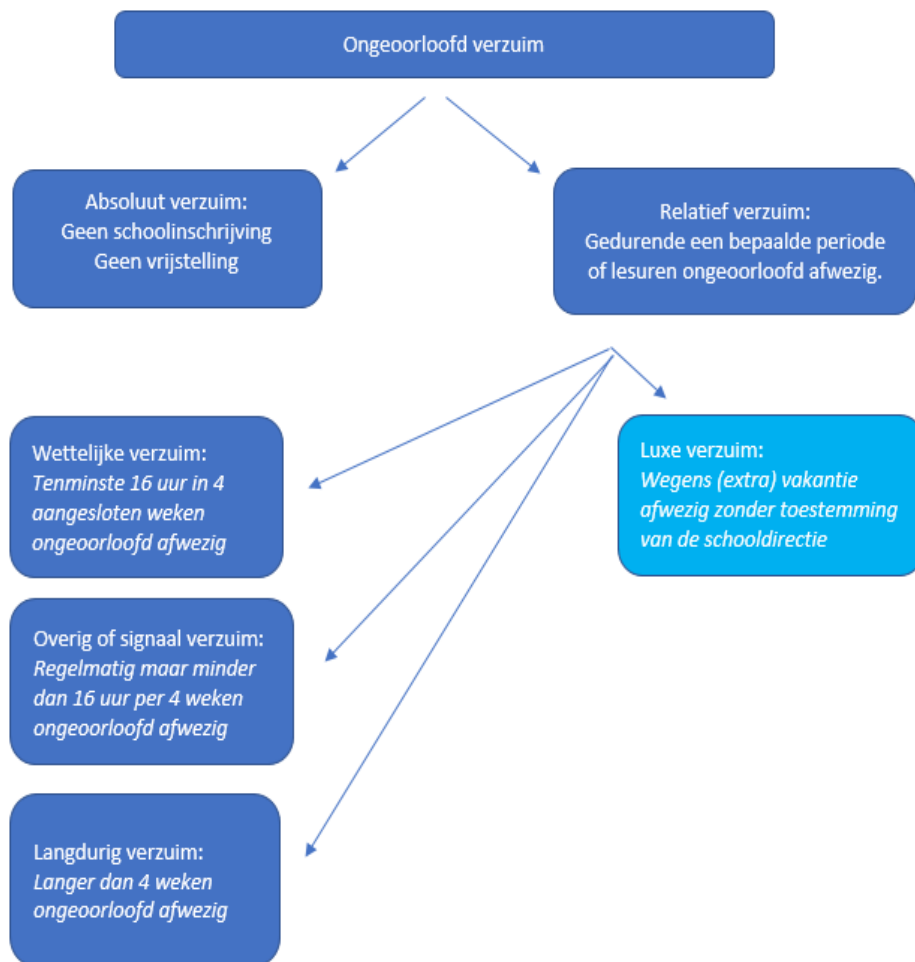 Ongeoorloofd verzuim
Absoluut verzuim:
Geen schoolinschrijving
Geen vrijstelling
Relatief verzuim:
Gedurende een bepaalde periode
of lesuren ongeoorloofd afwezig.
Wettelijke verzuim:
Tenminste 16 uur in 4
aangesloten weken
ongeoorloofd afwezig
Luxe verzuim:
Wegens (extra) vakantie
afwezig zonder toestemming
van de schooldirectie
Overig of signaal verzuim:
Regelmatig maar minder
dan 16 uur per 4 weken
ongeoorloofd afwezig
Langdurig verzuim:
Langer dan 4 weken
ongeoorloofd afwezig